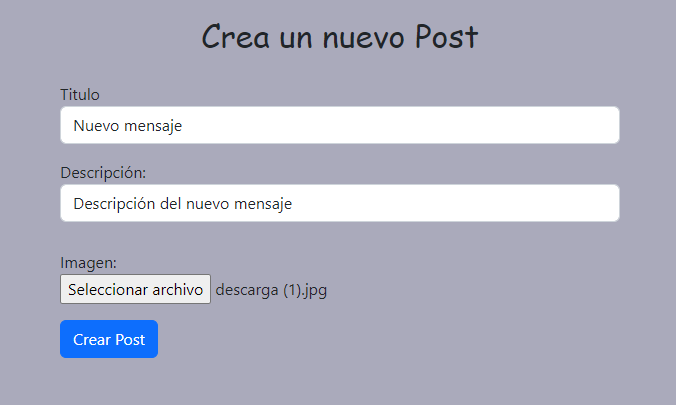 Crea un nuevo Post
Titulo
Nuevo mensaje
Descripción:
Descripción del nuevo mensaje
Imagen:
Seleccionar archivo descarga (1).jpg
Crear Post